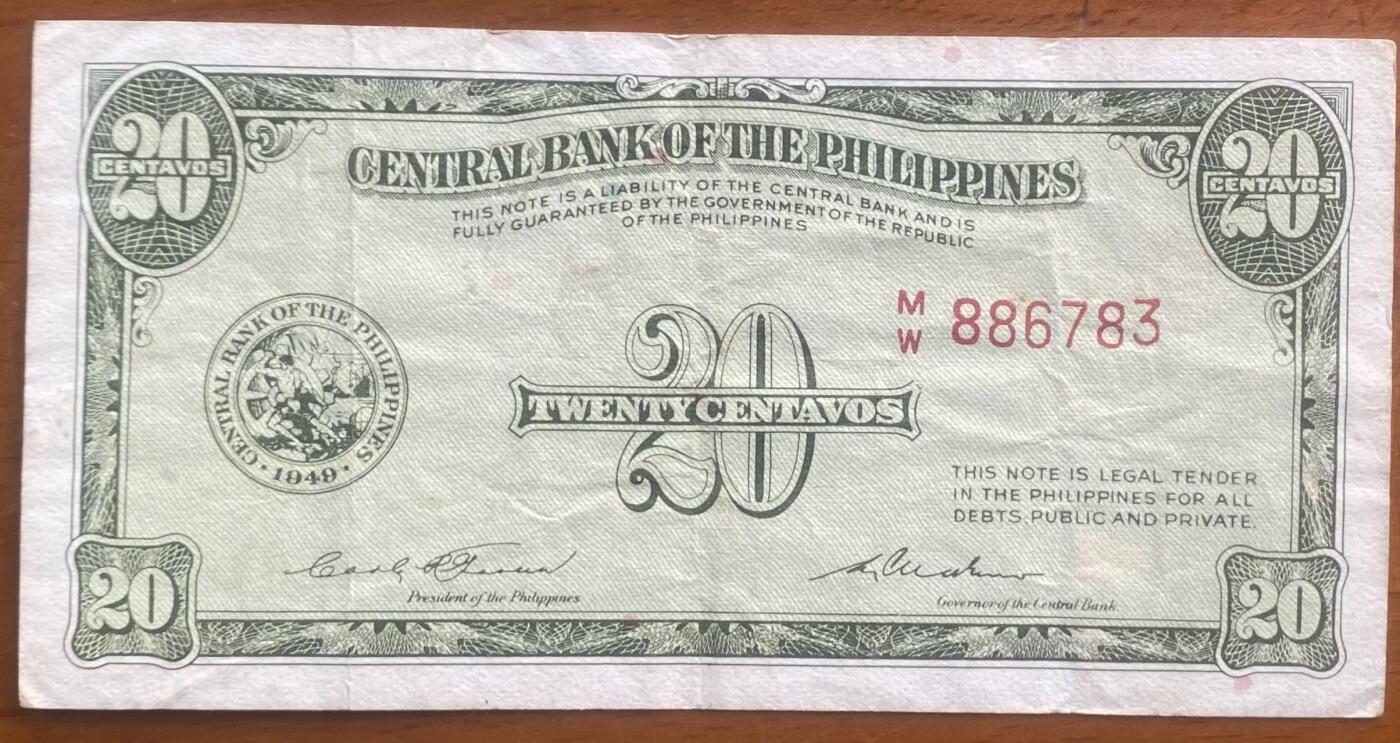 20
CENTAVOS
20
CENTAVOS
CENTRAL BANK OF THE PHILIPPINES
THIS NOTE IS A LIABILITY OF THE CENTRAL BANK AND IS
FULLY GUARANTEED BY THE GOVERNMENT OF THE REPUBLIC
OF THE PHILIPPINES
M
W 886783
CENTRAL BANK OF THE PHILIPPINES
· 1949 ·
20
TWENTY CENTAVOS
THIS NOTE IS LEGAL TENDER
IN THE PHILIPPINES FOR ALL
DEBTS, PUBLIC AND PRIVATE.
President of the Philippines
Governor of the Central Bank
20
20